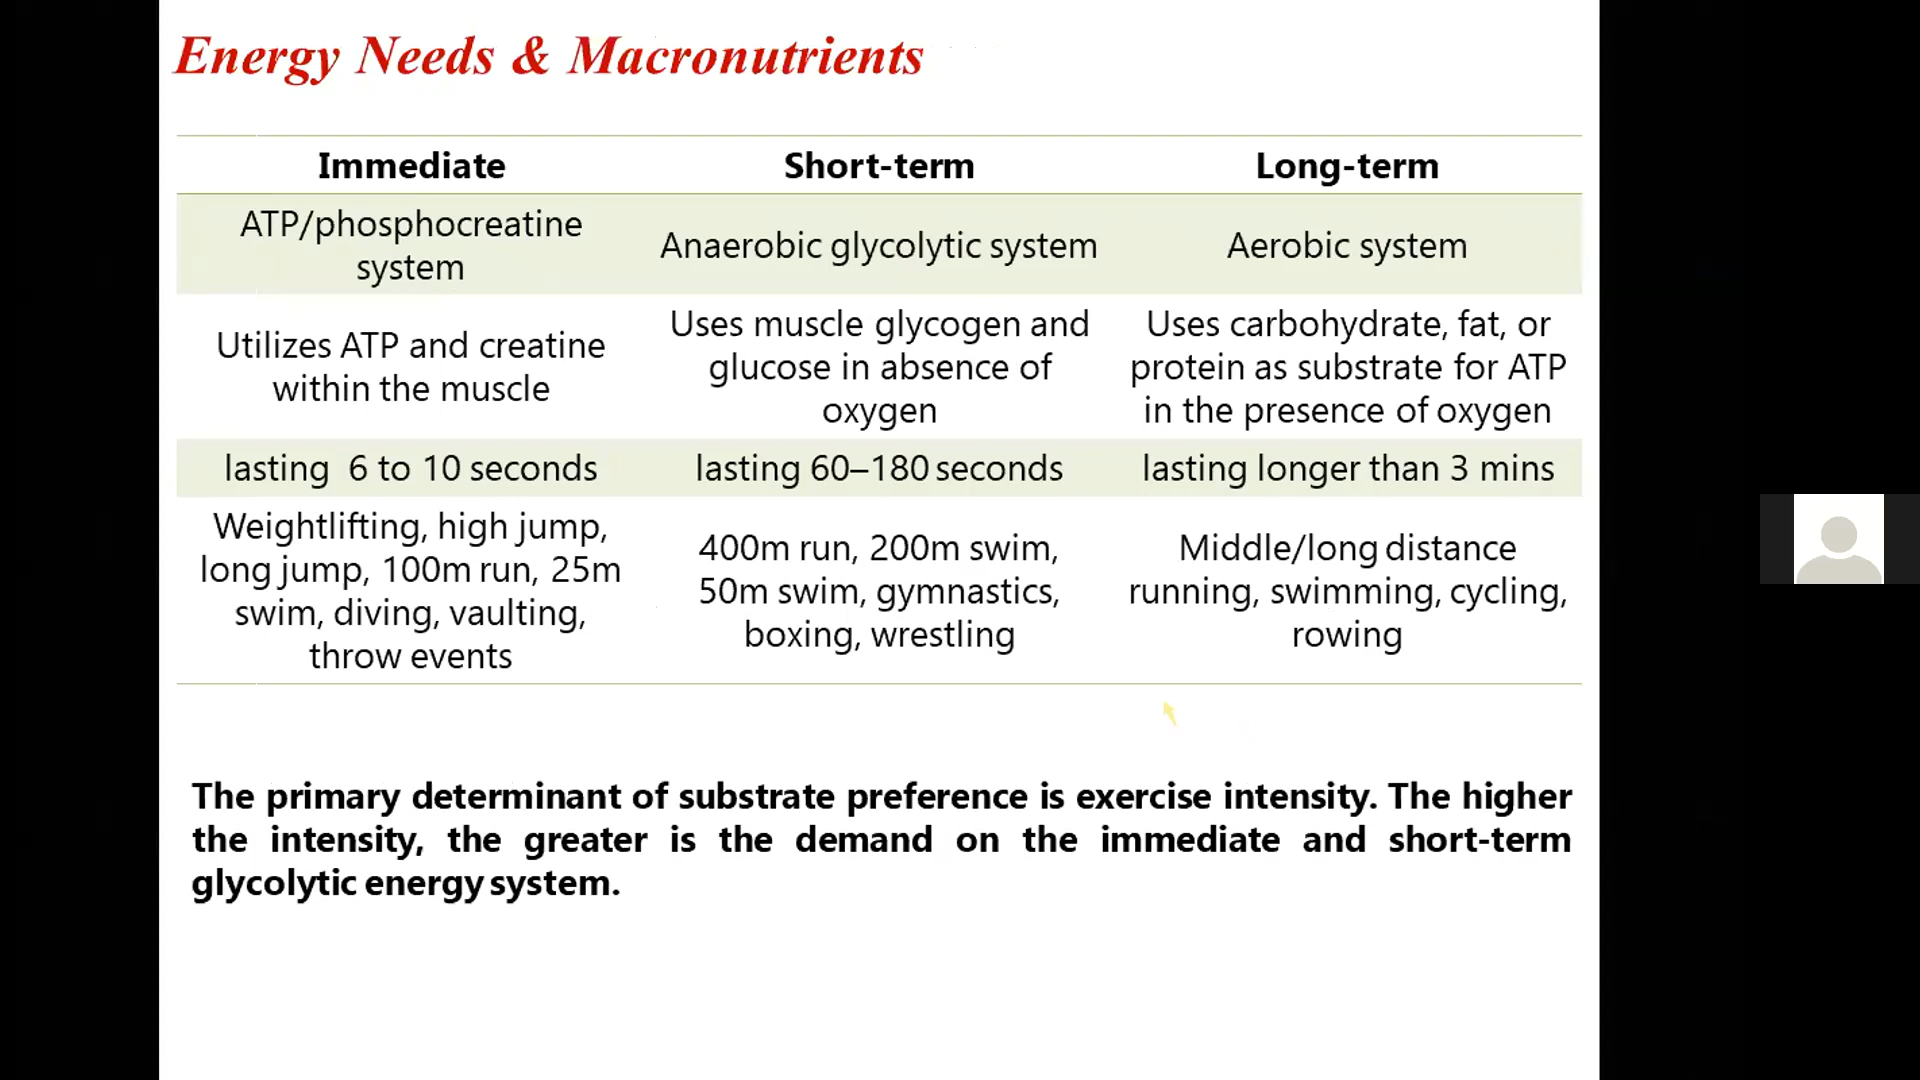 Energy Needs & Macronutrients
Immediate
Short-term
Long-term
ATP/phosphocreatine
system
Anaerobic glycolytic system
Aerobic system
Utilizes ATP and creatine
within the muscle
Uses muscle glycogen and
glucose in absence of
oxygen
Uses carbohydrate, fat, or
protein as substrate for ATP
in the presence of oxygen
lasting 6 to 10 seconds
lasting 60–180 seconds
lasting longer than 3 mins
Weightlifting, high jump,
long jump, 100m run, 25m
swim, diving, vaulting,
throw events
400m run, 200m swim,
50m swim, gymnastics,
boxing, wrestling
Middle/long distance
running, swimming, cycling,
rowing
The primary determinant of substrate preference is exercise intensity. The higher
the intensity, the greater is the demand on the immediate and short-term
glycolytic energy system.